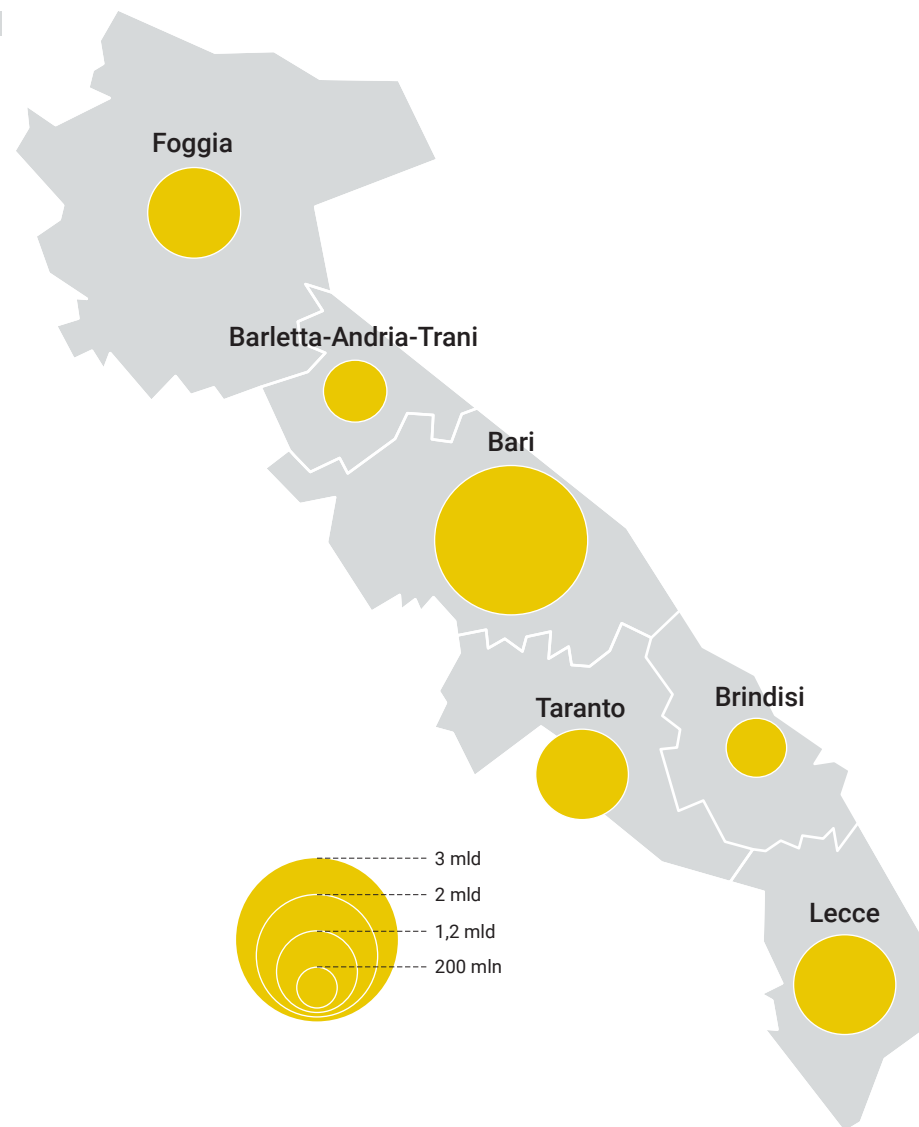 Foggia
Barletta-Andria-Trani
Bari
Brindisi
Taranto
Lecce
3 mld
2 mld
1,2 mld
200 mln